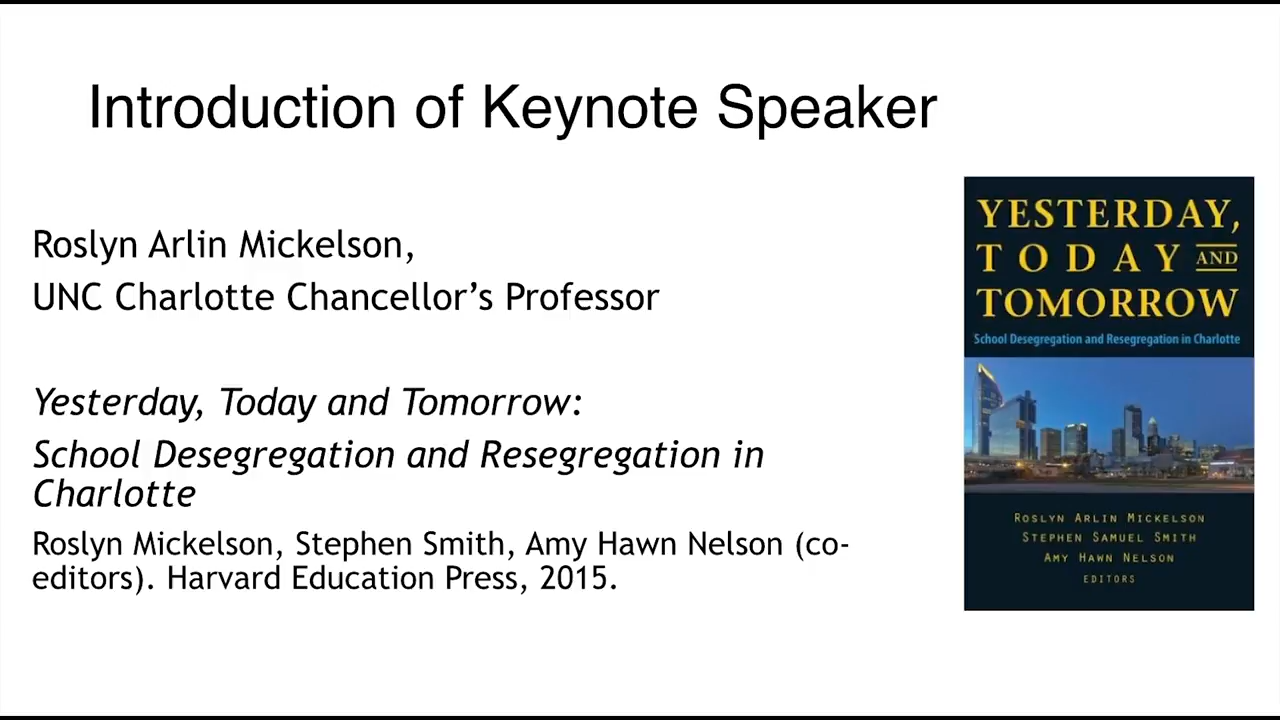 Introduction of Keynote Speaker
Roslyn Arlin Mickelson,
UNC Charlotte Chancellor’s Professor
Yesterday, Today and Tomorrow:
School Desegregation and Resegregation in
Charlotte
Roslyn Mickelson, Stephen Smith, Amy Hawn Nelson (co-
editors). Harvard Education Press, 2015.
YESTERDAY,
TODAY AND
TOMORROW
School Desegregation and Resegregation in Charlotte
ROSLYN ARLIN MICKELSON
STEPHEN SAMUEL SMITH
AMY HAWN NELSON
EDITORS